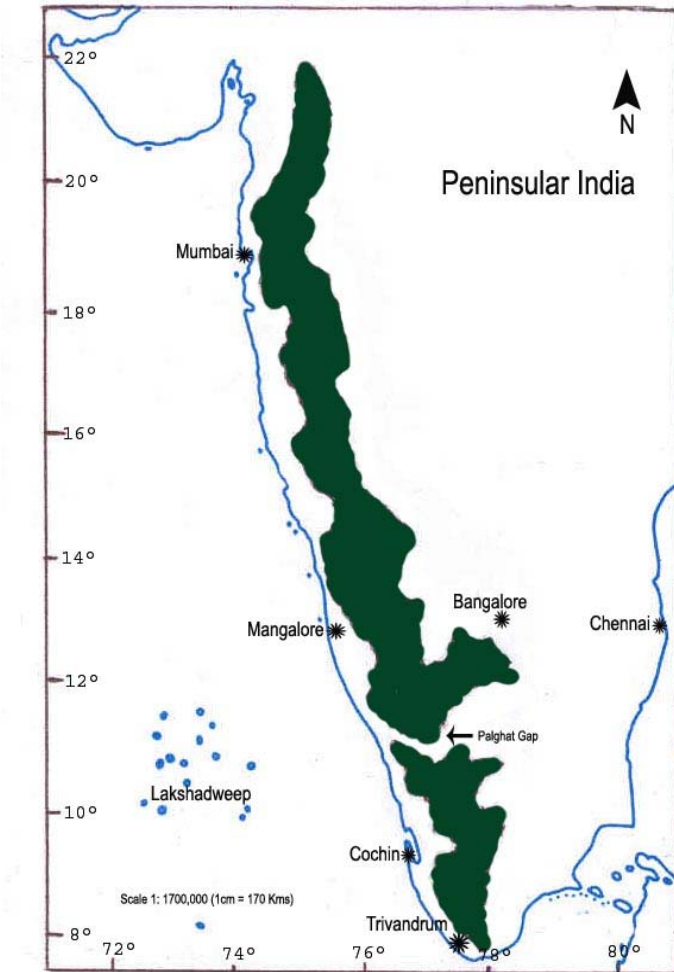 22°
N
Peninsular India
20°
Mumbai
18°
16°
14°
Bangalore
Chennai
Mangalore
12°
Palghat Gap
Lakshadweep
10°
Cochin
Scale 1: 1700,000 (1cm = 170 Kms)
Trivandrum
8°
72°
74°
76°
78°
80°